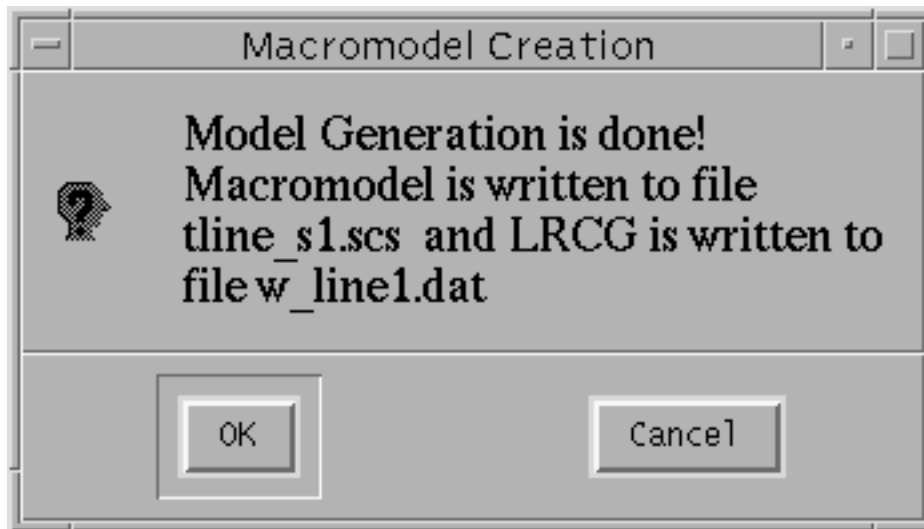 Macromodel Creation
Model Generation is done!
Macromodel is written to file
tline_s1.scs and LRCG is written to
file w_line1.dat
OK
Cancel